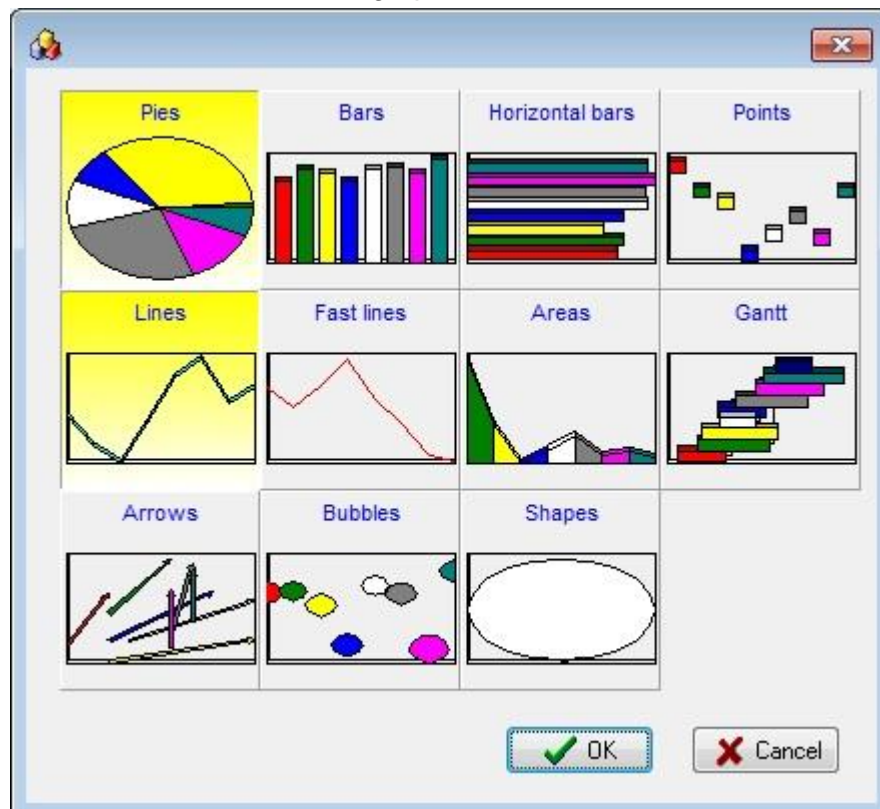 Pies Bars Horizontal bars Points
Lines Fast lines Areas Gantt
Arrows Bubbles Shapes
OK Cancel